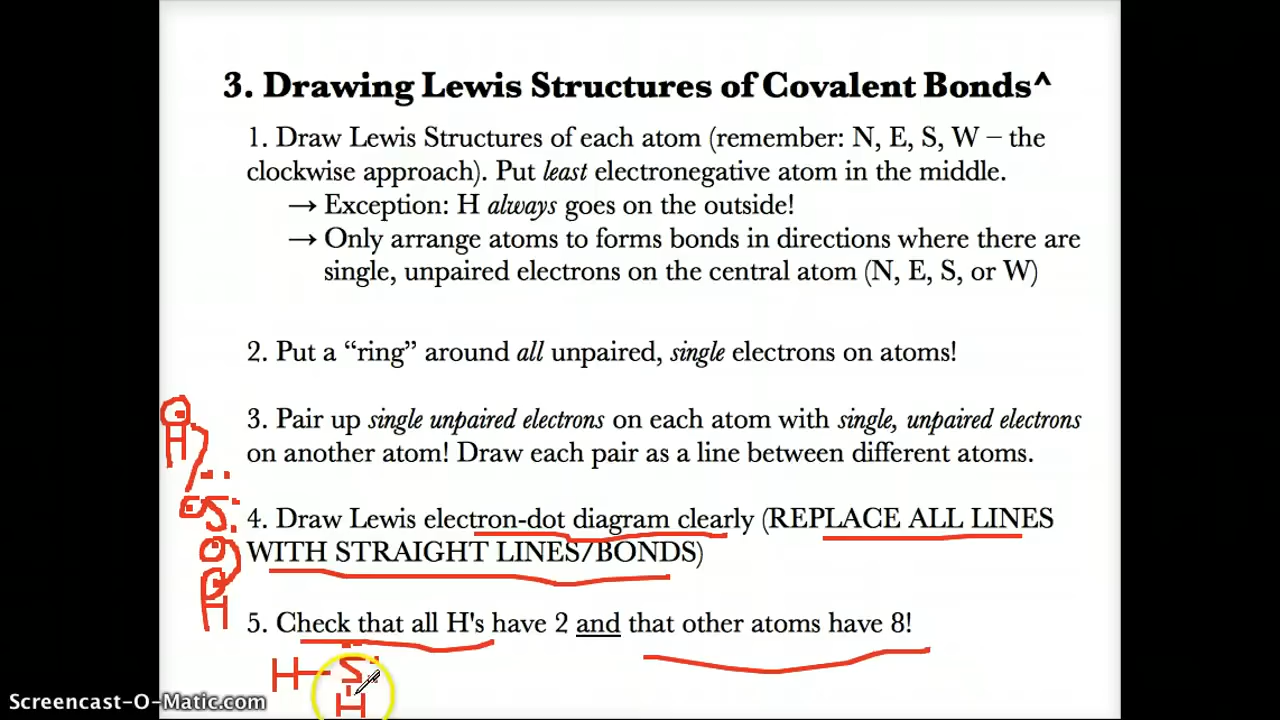 3. Drawing Lewis Structures of Covalent Bonds^
1. Draw Lewis Structures of each atom (remember: N, E, S, W – the
clockwise approach). Put least electronegative atom in the middle.
→ Exception: H always goes on the outside!
→ Only arrange atoms to forms bonds in directions where there are
single, unpaired electrons on the central atom (N, E, S, or W)
2. Put a “ring” around all unpaired, single electrons on atoms!
3. Pair up single unpaired electrons on each atom with single, unpaired electrons
on another atom! Draw each pair as a line between different atoms.
4. Draw Lewis electron-dot diagram clearly (REPLACE ALL LINES
WITH STRAIGHT LINES/BONDS)
5. Check that all H's have 2 and that other atoms have 8!
H
S
H
H—S
H
Screencast-O-Matic.com